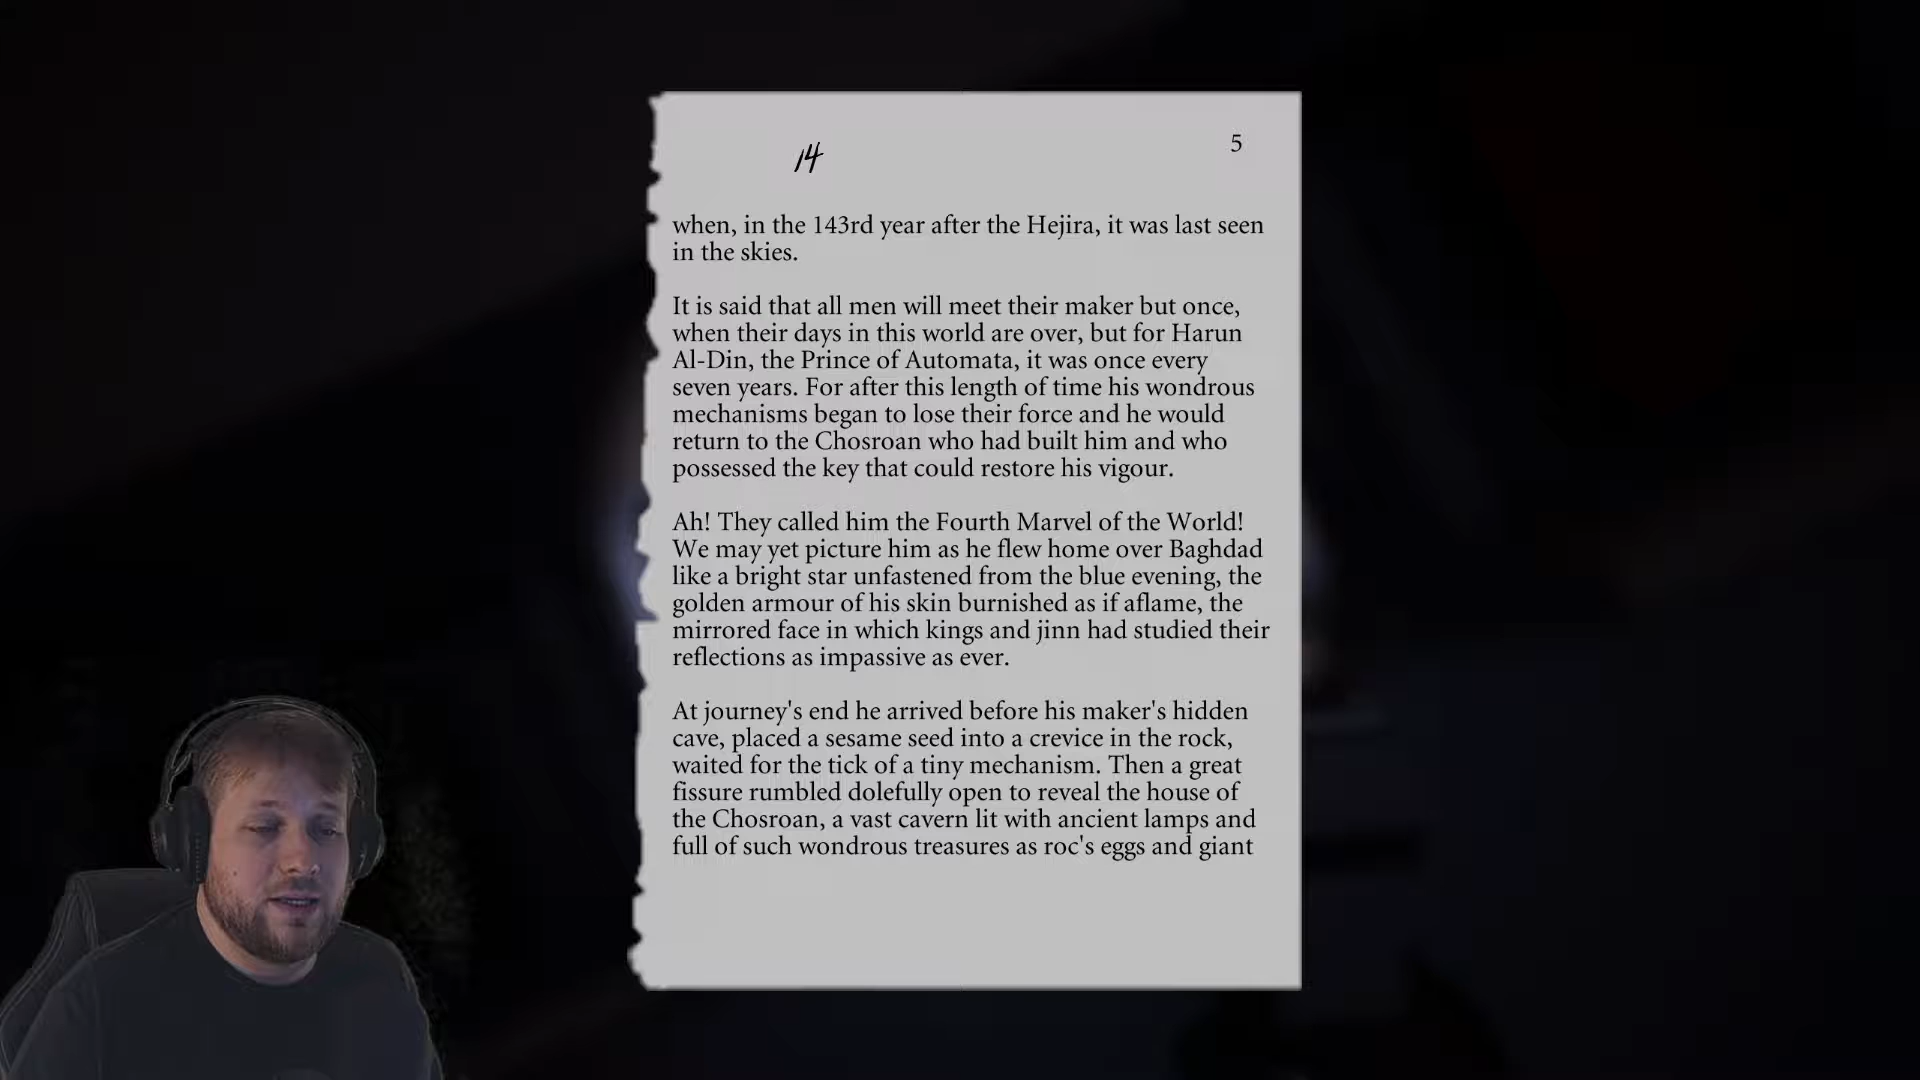 14
5
when, in the 143rd year after the Hejira, it was last seen
in the skies.
It is said that all men will meet their maker but once,
when their days in this world are over, but for Harun
Al-Din, the Prince of Automata, it was once every
seven years. For after this length of time his wondrous
mechanisms began to lose their force and he would
return to the Chosroan who had built him and who
possessed the key that could restore his vigour.
Ah! They called him the Fourth Marvel of the World!
We may yet picture him as he flew home over Baghdad
like a bright star unfastened from the blue evening, the
golden armour of his skin burnished as if aflame, the
mirrored face in which kings and jinn had studied their
reflections as impassive as ever.
At journey's end he arrived before his maker's hidden
cave, placed a sesame seed into a crevice in the rock,
waited for the tick of a tiny mechanism. Then a great
fissure rumbled dolefully open to reveal the house of
the Chosroan, a vast cavern lit with ancient lamps and
full of such wondrous treasures as roc's eggs and giant